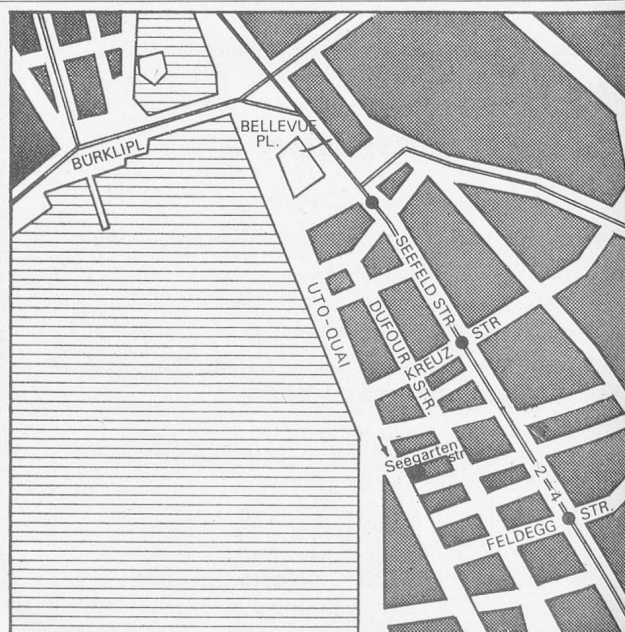 BELLEVUE
PL.
BÜRKLIPL
UTO-QUAI
SEEFELD STR.
DUFOUR STR.
KREUZ STR
Seegarten
str
2 4
FELDEGG STR.